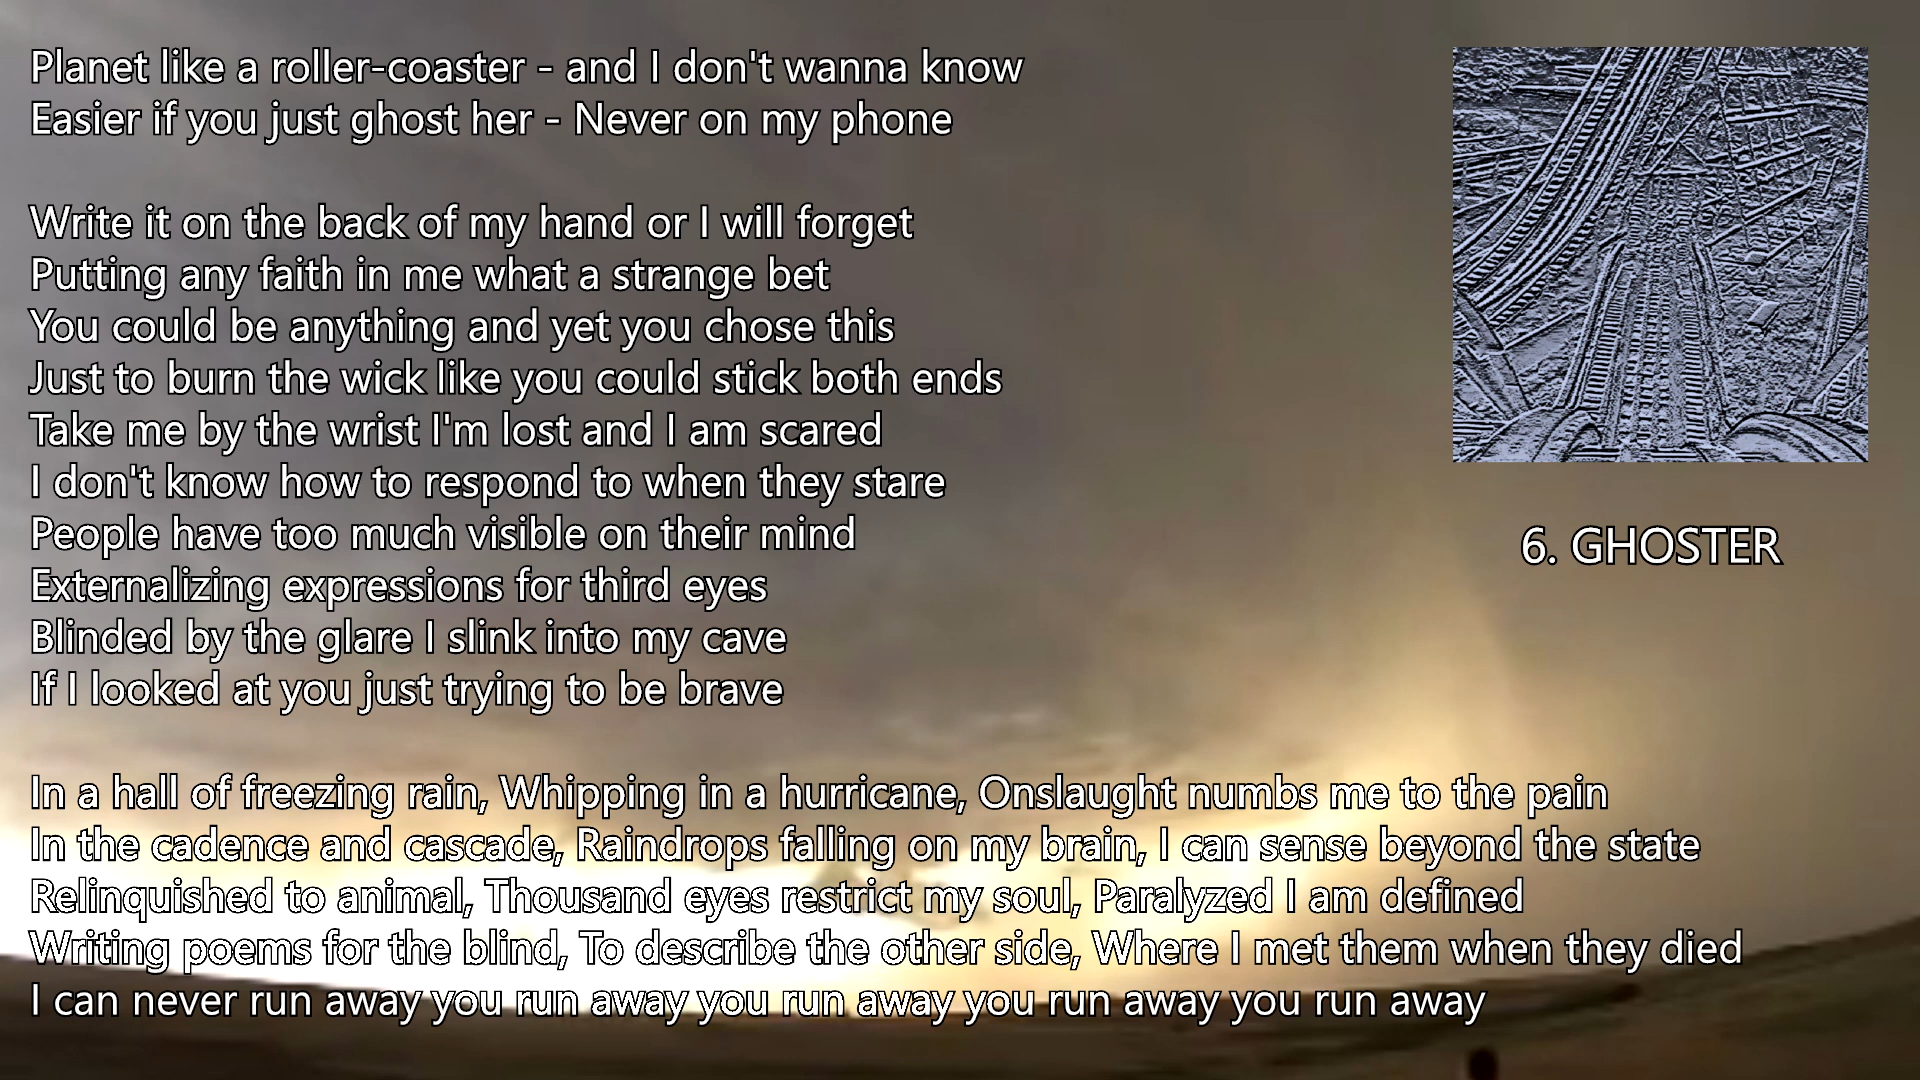 Planet like a roller-coaster - and I don't wanna know
Easier if you just ghost her - Never on my phone
Write it on the back of my hand or I will forget
Putting any faith in me what a strange bet
You could be anything and yet you chose this
Just to burn the wick like you could stick both ends
Take me by the wrist I'm lost and I am scared
I don't know how to respond to when they stare
People have too much visible on their mind
Externalizing expressions for third eyes
Blinded by the glare I slink into my cave
If I looked at you just trying to be brave
In a hall of freezing rain, Whipping in a hurricane, Onslaught numbs me to the pain
In the cadence and cascade, Raindrops falling on my brain, I can sense beyond the state
Relinquished to animal, Thousand eyes restrict my soul, Paralyzed I am defined
Writing poems for the blind, To describe the other side, Where I met them when they died
I can never run away you run away you run away you run away you run away
6. GHOSTER